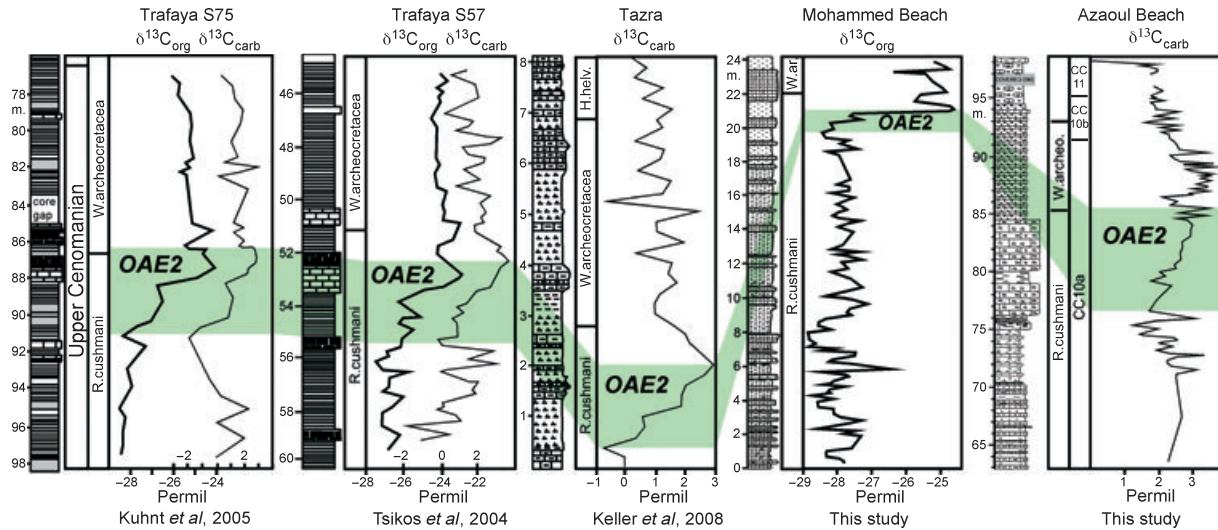 Trafaya S75 Trafaya S57 Tazra Mohammed Beach Azaoul Beach
δ13Corg δ13Ccarb δ13Corg δ13Ccarb δ13Ccarb δ13Corg δ13Ccarb
78
m.
80
82
84
86
88
90
92
94
96
98
core
gap
Upper Cenomanian
W.archeocretacea
R.cushmani
OAE2
−2 0 2
−28 −26 −24 −22
Permil
Kuhnt et al, 2005
46
48
50
52
54
56
58
60
W.archeocretacea
R.cushmani
OAE2
−2 0 2
−28 −26 −24 −22
Permil
Tsikos et al, 2004
8
7
6
5
4
3
2
1
H.helv.
W.archeocretacea
R.cushmani
OAE2
−1 0 1 2 3
Permil
Keller et al, 2008
24
m.
22
20
18
16
14
12
10
8
6
4
2
0
W.ar
R.cushmani
OAE2
−29 −28 −27 −26 −25
Permil
This study
95
m.
90
85
80
75
70
65
W.archeo.
R.cushmani
CC
11
CC
10b
CC10a
OAE2
1 2 3
Permil
This study